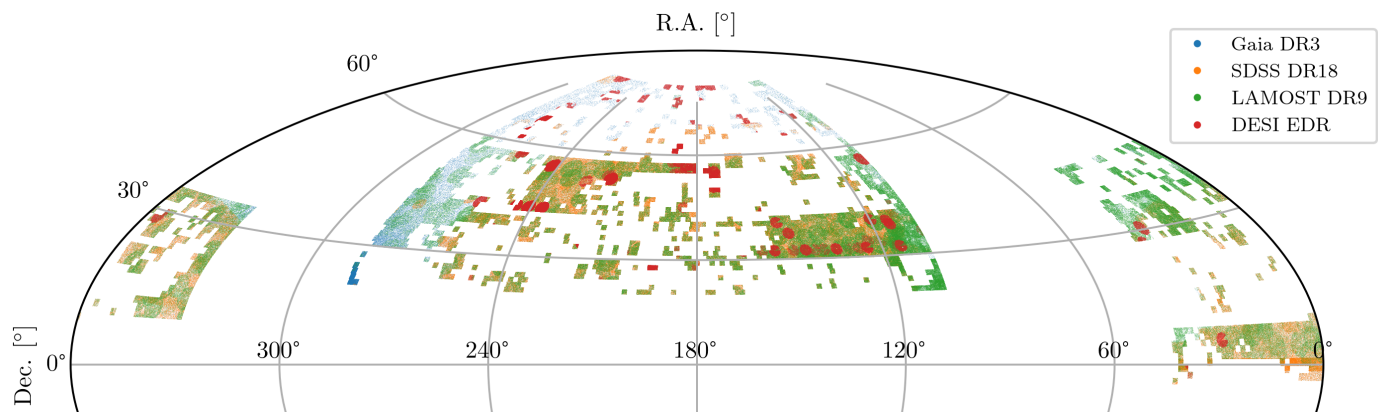 R.A. [°]
Gaia DR3
SDSS DR18
LAMOST DR9
DESI EDR
60°
30°
0°
300°
240°
180°
120°
60°
0°
Dec. [°]